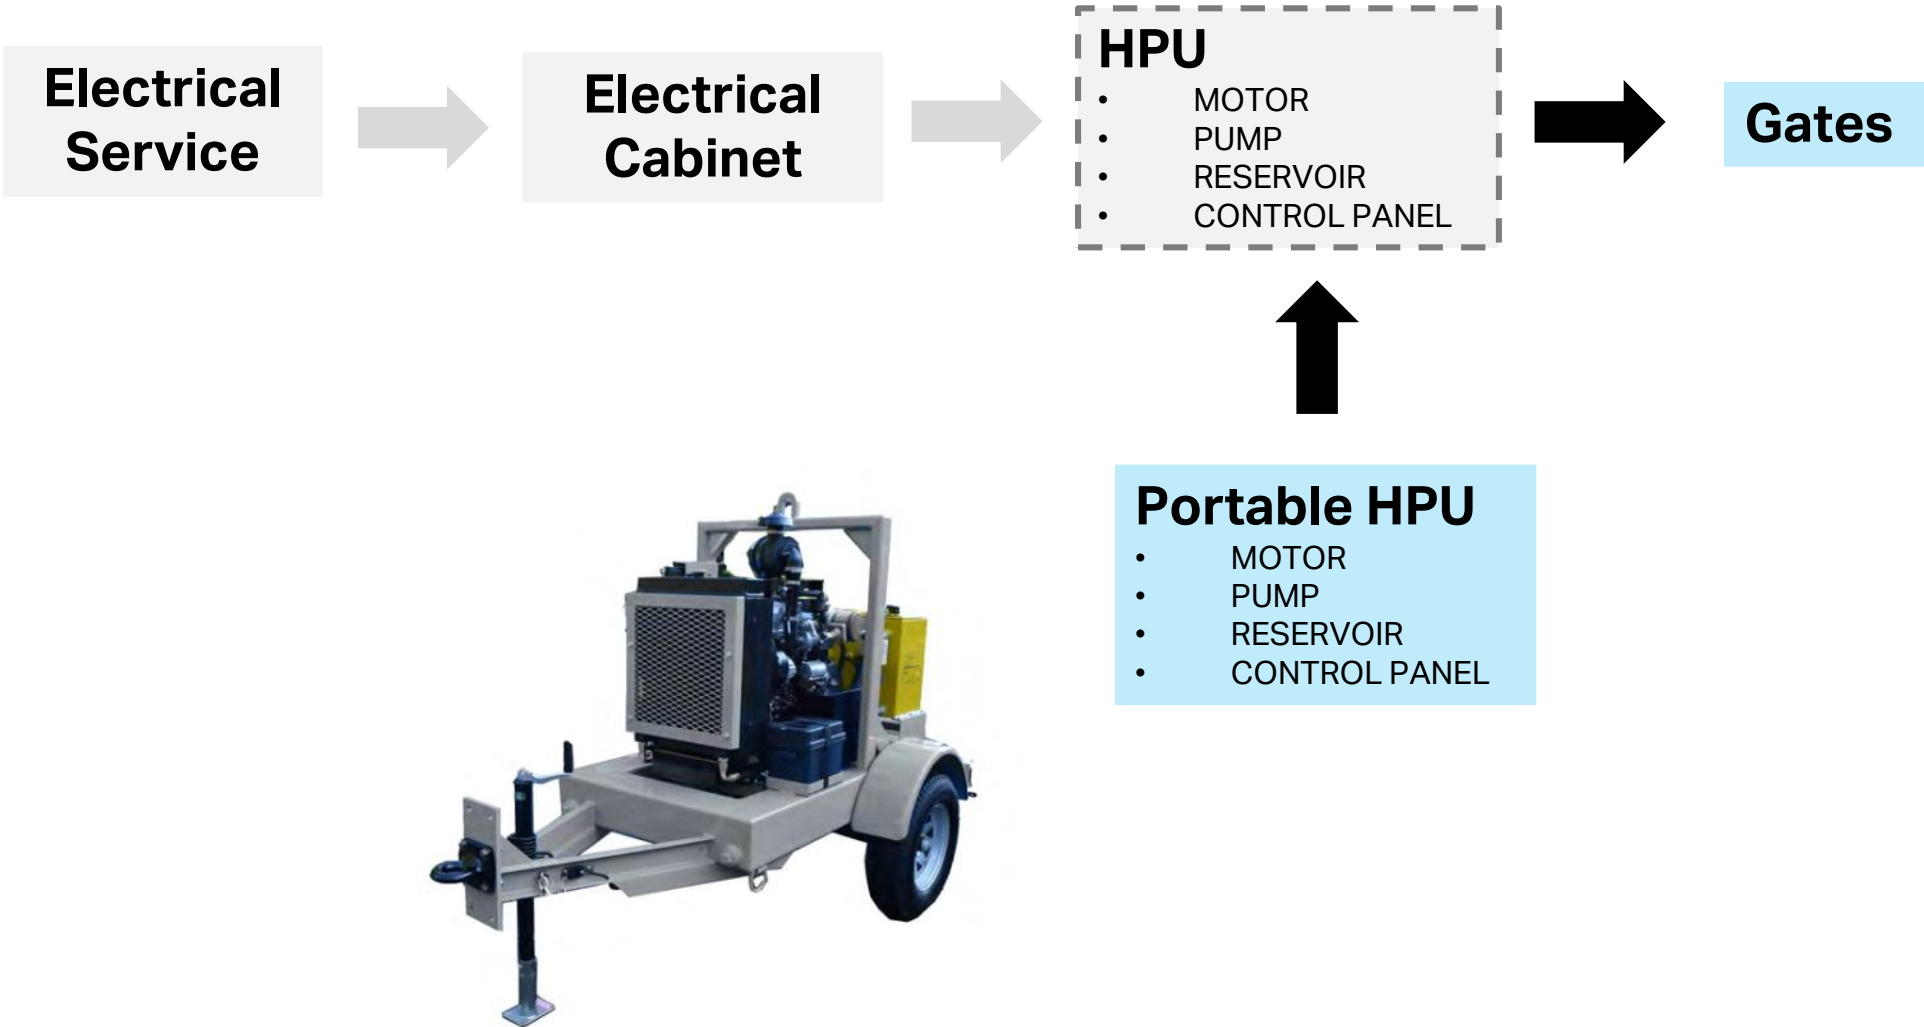 Electrical
Service
Electrical
Cabinet
HPU
• MOTOR
• PUMP
• RESERVOIR
• CONTROL PANEL
Gates
Portable HPU
• MOTOR
• PUMP
• RESERVOIR
• CONTROL PANEL